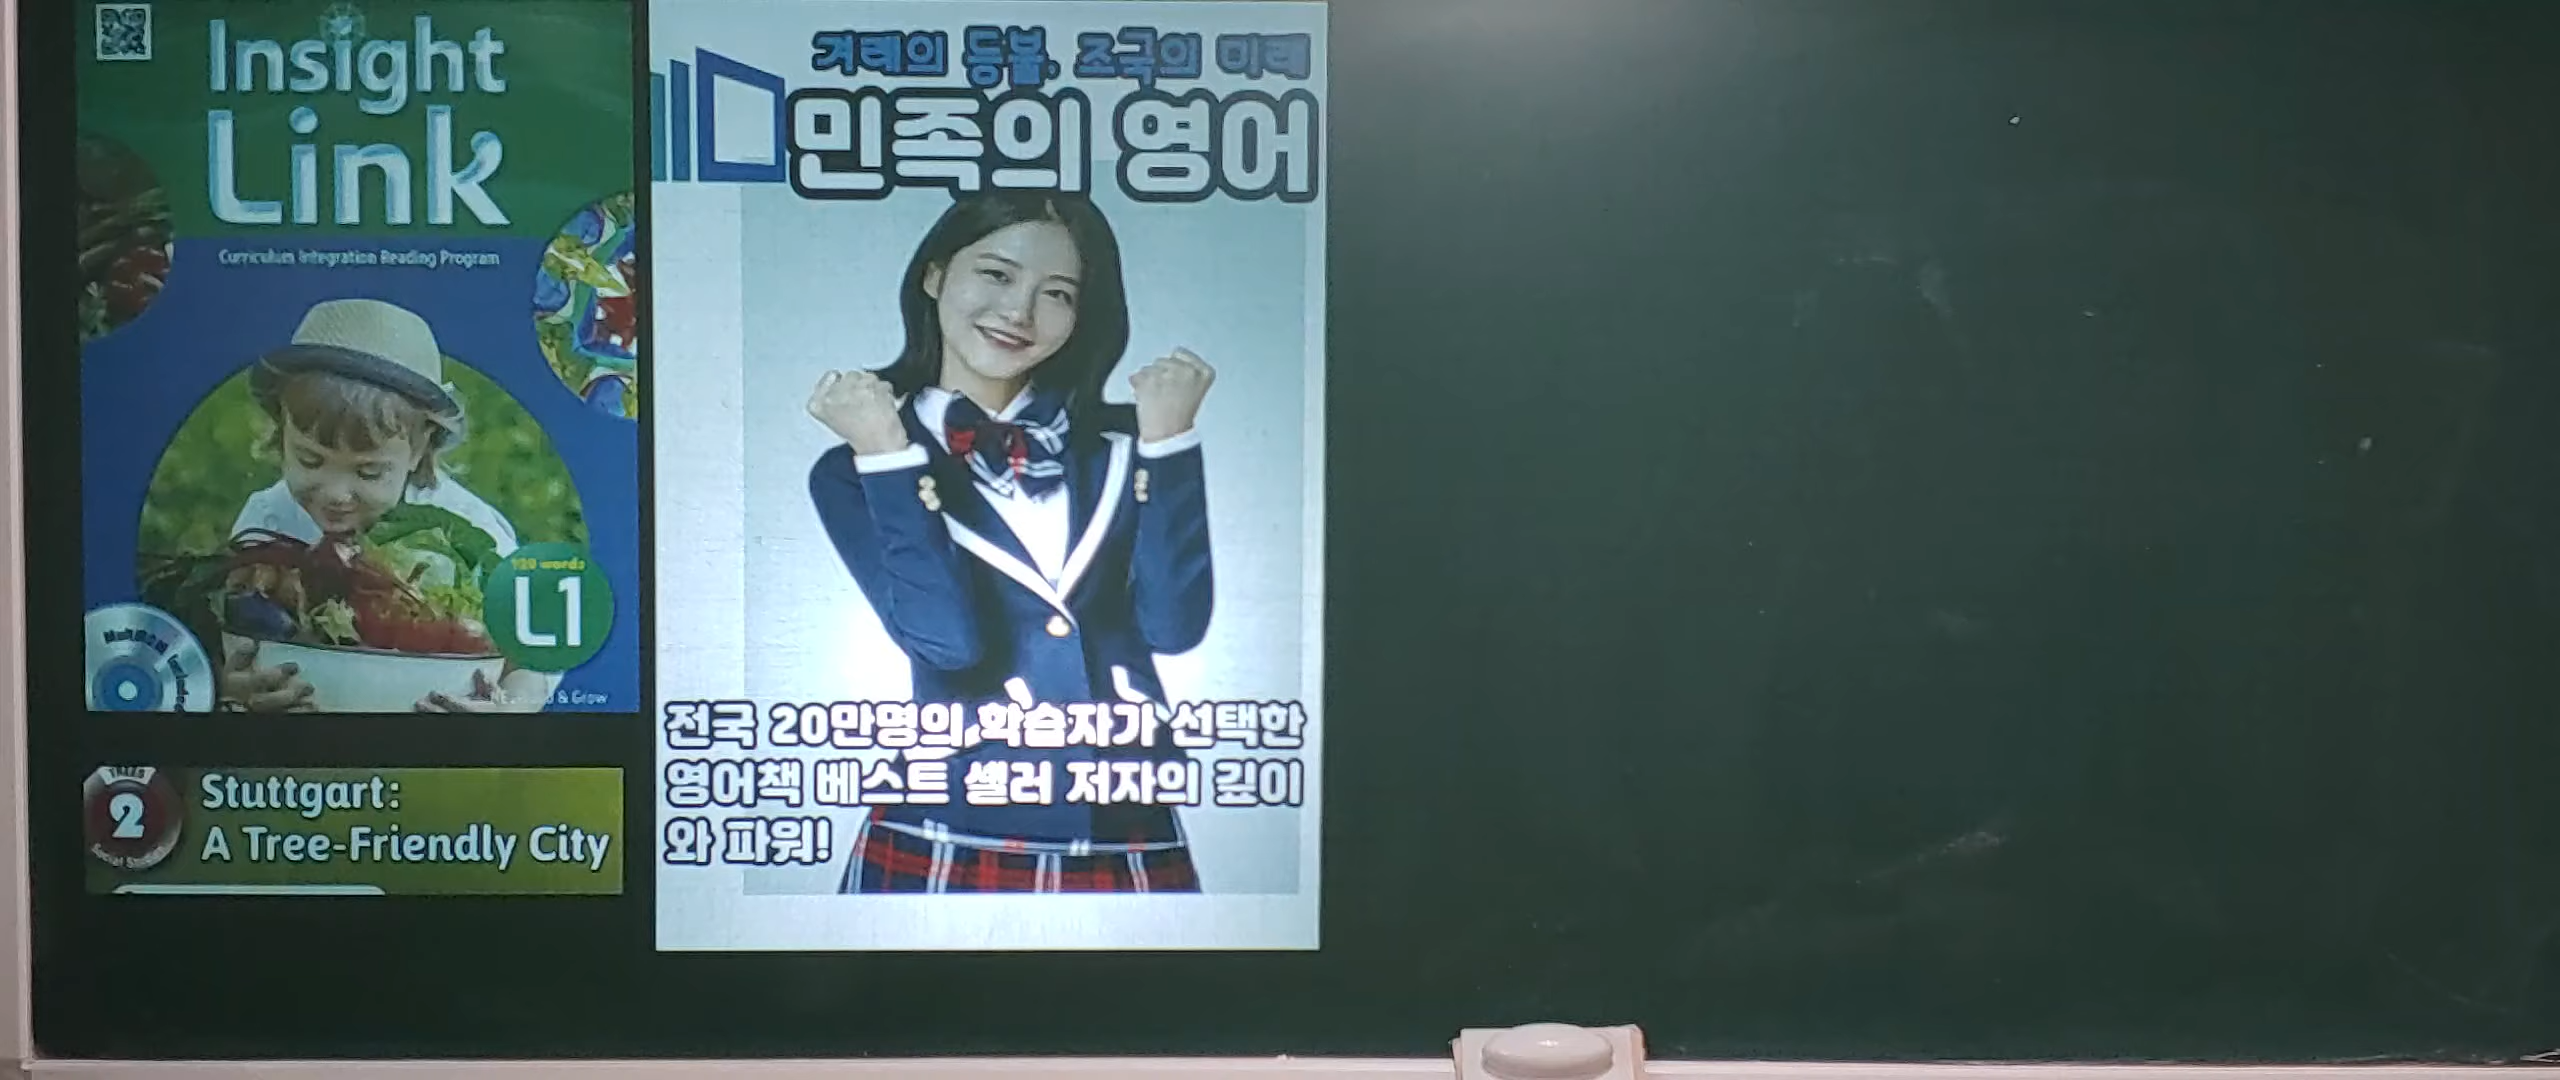 Insight
Link
Curriculum Integration Reading Program
120 words
L1
& Grow
2
Stuttgart:
A Tree-Friendly City
겨레의 등불, 조국의 미래
민족의 영어
전국 20만명의 학습자가 선택한
영어책 베스트 셀러 저자의 깊이
와 파워!